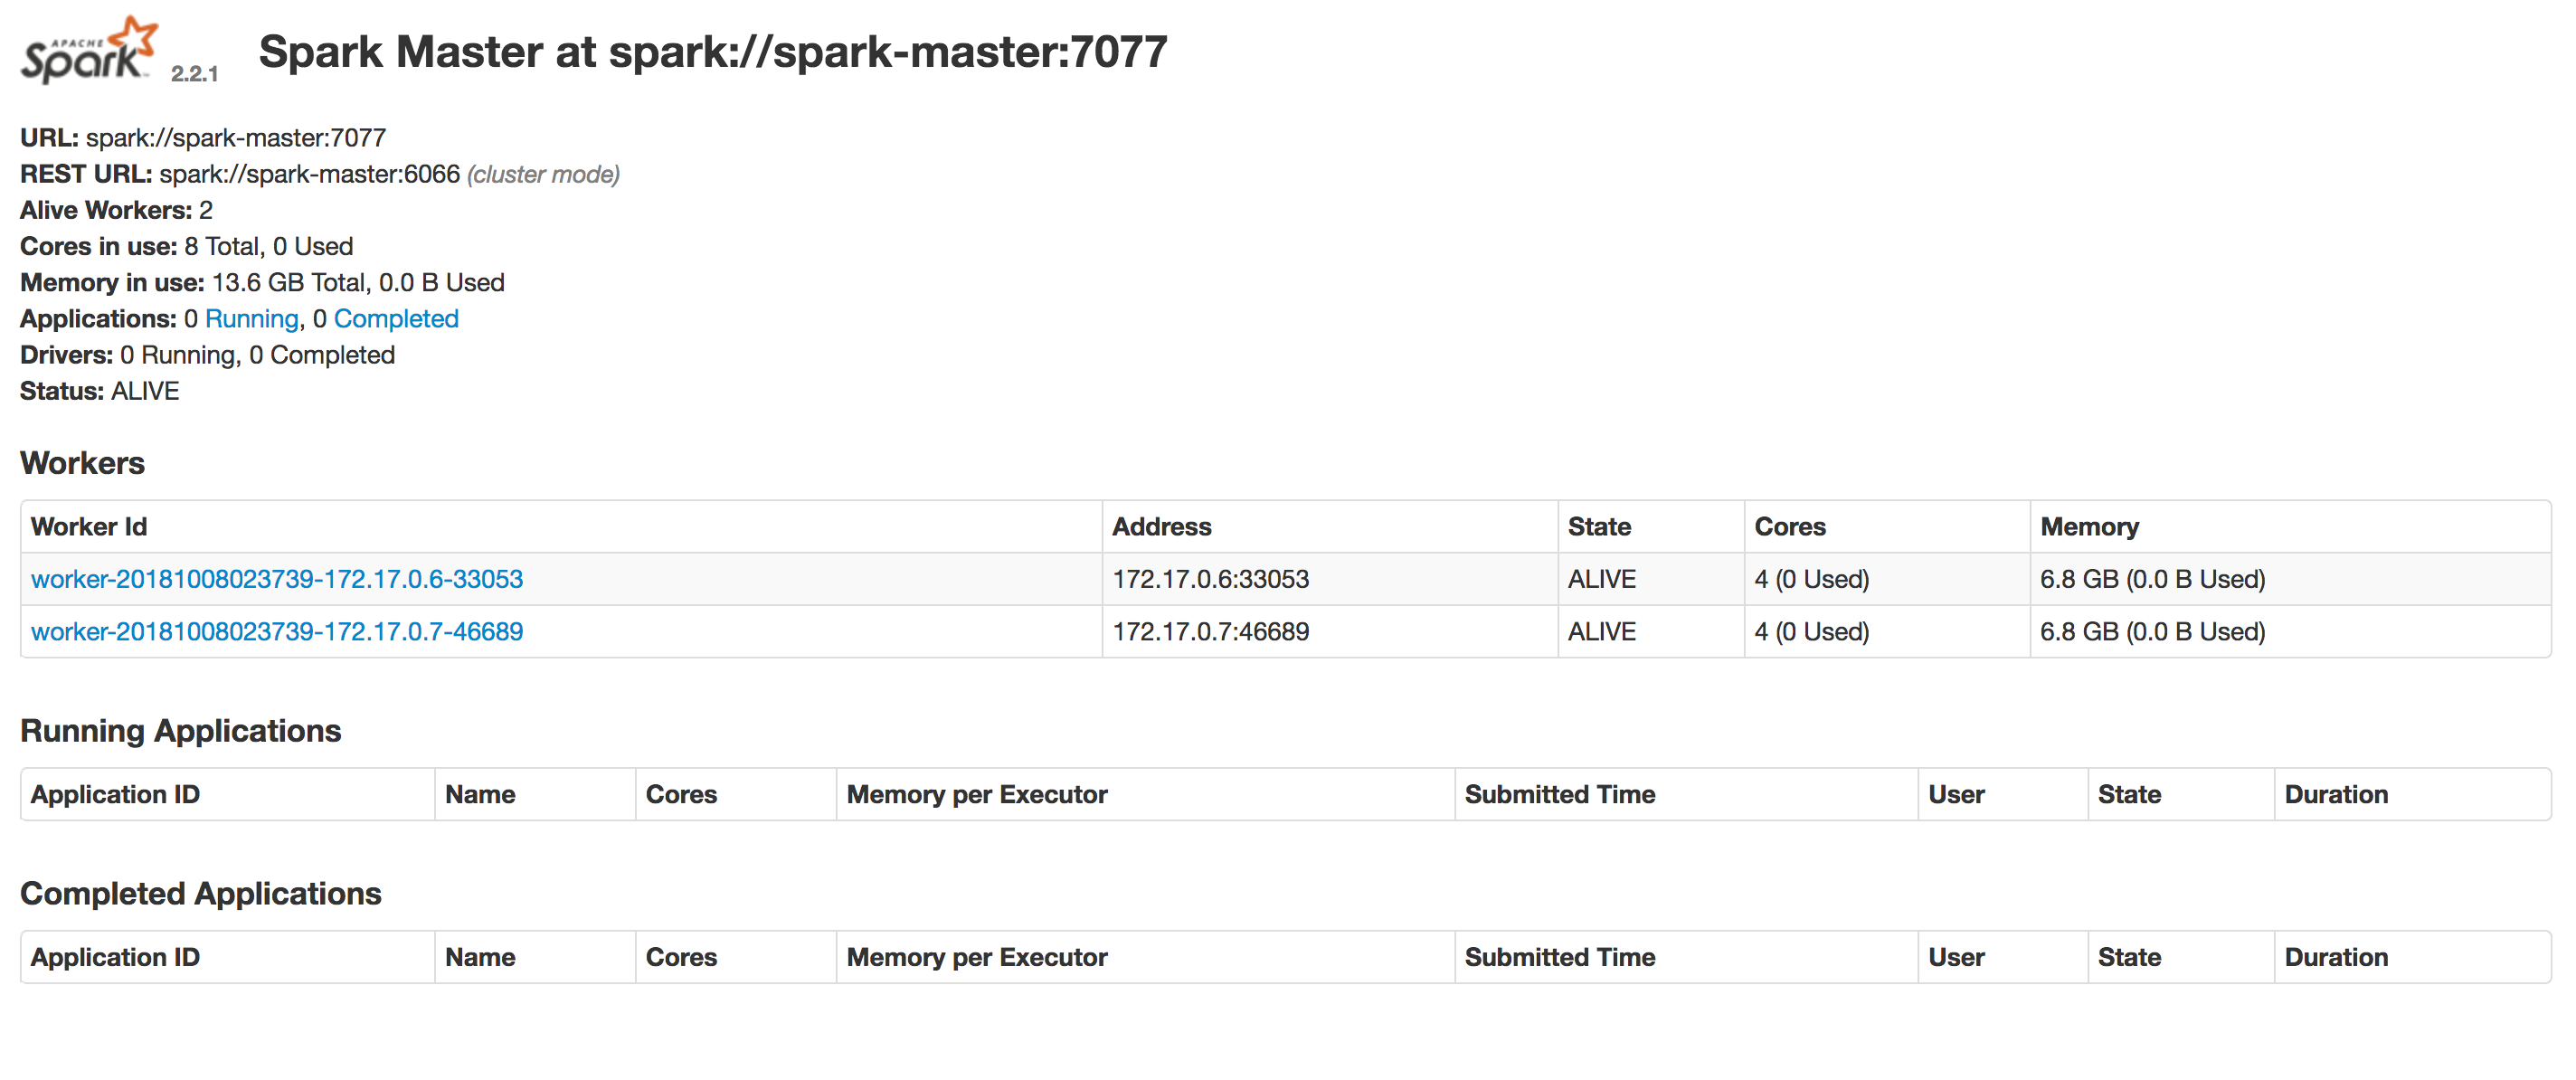 APACHE
Spark™ 2.2.1 Spark Master at spark://spark-master:7077
URL: spark://spark-master:7077
REST URL: spark://spark-master:6066 (cluster mode)
Alive Workers: 2
Cores in use: 8 Total, 0 Used
Memory in use: 13.6 GB Total, 0.0 B Used
Applications: 0 Running, 0 Completed
Drivers: 0 Running, 0 Completed
Status: ALIVE
Workers
Worker Id Address State Cores Memory
worker-20181008023739-172.17.0.6-33053 172.17.0.6:33053 ALIVE 4 (0 Used) 6.8 GB (0.0 B Used)
worker-20181008023739-172.17.0.7-46689 172.17.0.7:46689 ALIVE 4 (0 Used) 6.8 GB (0.0 B Used)
Running Applications
Application ID Name Cores Memory per Executor Submitted Time User State Duration
Completed Applications
Application ID Name Cores Memory per Executor Submitted Time User State Duration